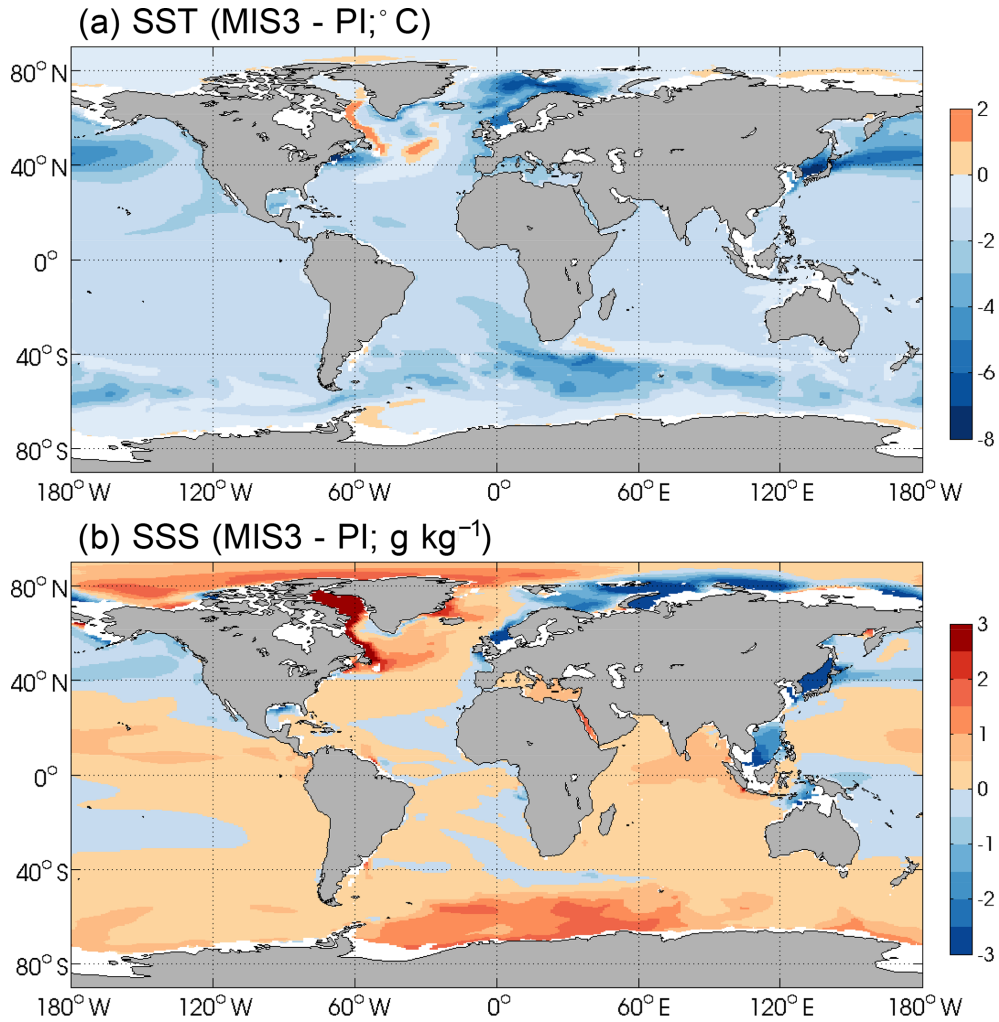 (a) SST (MIS3 - PI;° C)
80° N
40° N
0°
40° S
80° S
180° W
120° W
60° W
0°
60° E
120° E
180° E
2
0
-2
-4
-6
-8
(b) SSS (MIS3 - PI; g kg⁻¹)
80° N
40° N
0°
40° S
80° S
180° W
120° W
60° W
0°
60° E
120° E
180° E
3
2
1
0
-1
-2
-3